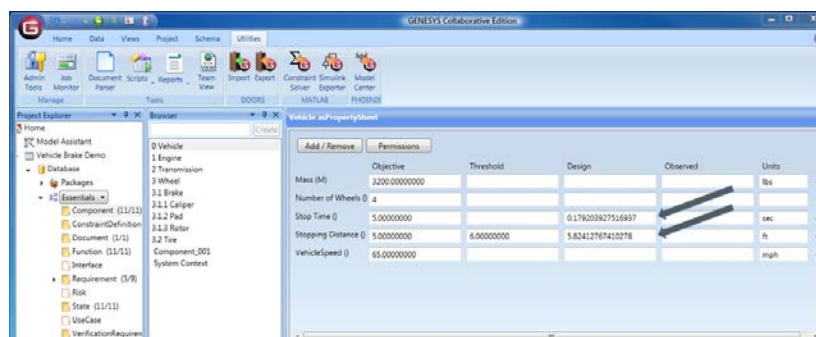 GENESYS Collaborative Edition
Home Data Views Project Schema Utilities
Admin Tools
Job Monitor
Document Parser
Scripts
Reports
Team View
Import
Export
Constraint Solver
Simulink Exporter
Model Center
Manage Tools DOORS MATLAB PHOENIX
Project Explorer
Browser
Vehicle asPropertySheet
Create
Home
Model Assistant
Vehicle Brake Demo
Database
Packages
Essentials
Component (11/11)
ConstraintDefinition
Document (1/1)
Function (11/11)
Interface
Requirement (3/9)
Risk
State (11/11)
UseCase
VerificationRequiren
0 Vehicle
1 Engine
2 Transmission
3 Wheel
3.1 Brake
3.1.1 Caliper
3.1.2 Pad
3.1.3 Rotor
3.2 Tire
Component_001
System Context
Add / Remove Permissions
Objective Threshold Design Observed Units
Mass (M) 3200.00000000 lbs
Number of Wheels () 4
Stop Time () 5.00000000 0.179203927516937 sec
Stopping Distance () 5.00000000 6.00000000 5.82412767410276 ft
VehicleSpeed () 65.00000000 mph